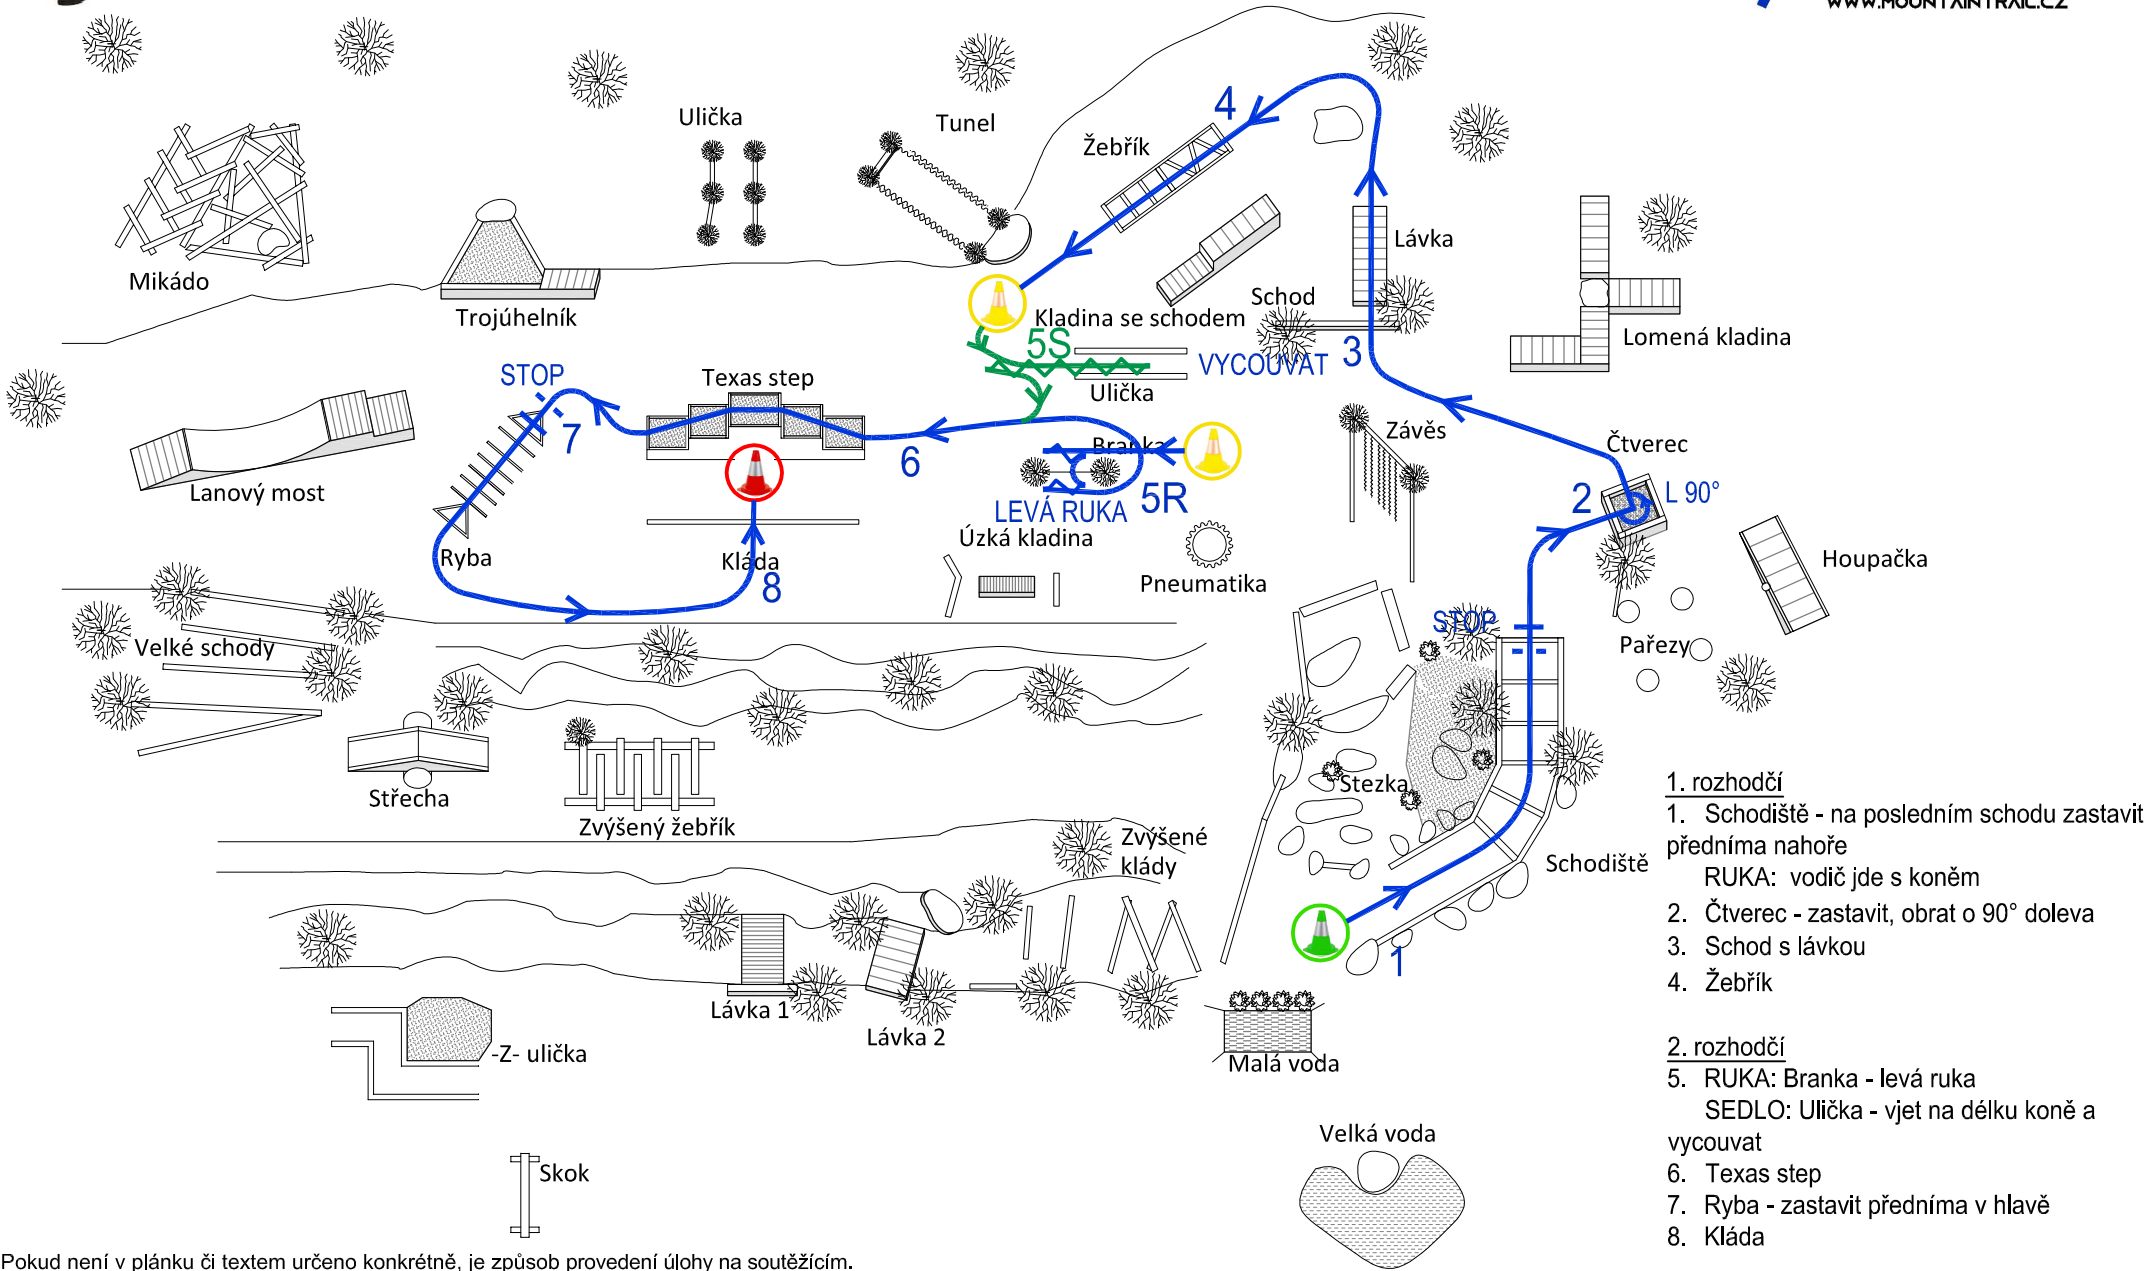 WWW.MOUNTAINTRAIL.CZ
Ulička
Tunel
4
Žebřík
Mikádo
Trojúhelník
Lávka
Schod
Kladina se schodem
Lomená kladina
5S
VYCOUVAT
3
Ulička
STOP
Texas step
7
6
Branka
Závěs
Čtverec
Lanový most
LEVÁ RUKA
5R
2
L 90°
Úzká kladina
Ryba
Kláda
8
Pneumatika
Houpačka
STOP
Velké schody
Pařezy
Střecha
Zvýšený žebřík
Stezka
Zvýšené
klády
Schodiště
1
Lávka 1
Lávka 2
-Z- ulička
Malá voda
Velká voda
Skok
1. rozhodčí
1. Schodiště - na posledním schodu zastavit
předníma nahoře
RUKA: vodič jde s koněm
2. Čtverec - zastavit, obrat o 90° doleva
3. Schod s lávkou
4. Žebřík
2. rozhodčí
5. RUKA: Branka - levá ruka
SEDLO: Ulička - vjet na délku koně a
vycouvat
6. Texas step
7. Ryba - zastavit předníma v hlavě
8. Kláda
Pokud není v plánku či textem určeno konkrétně, je způsob provedení úlohy na soutěžícím.